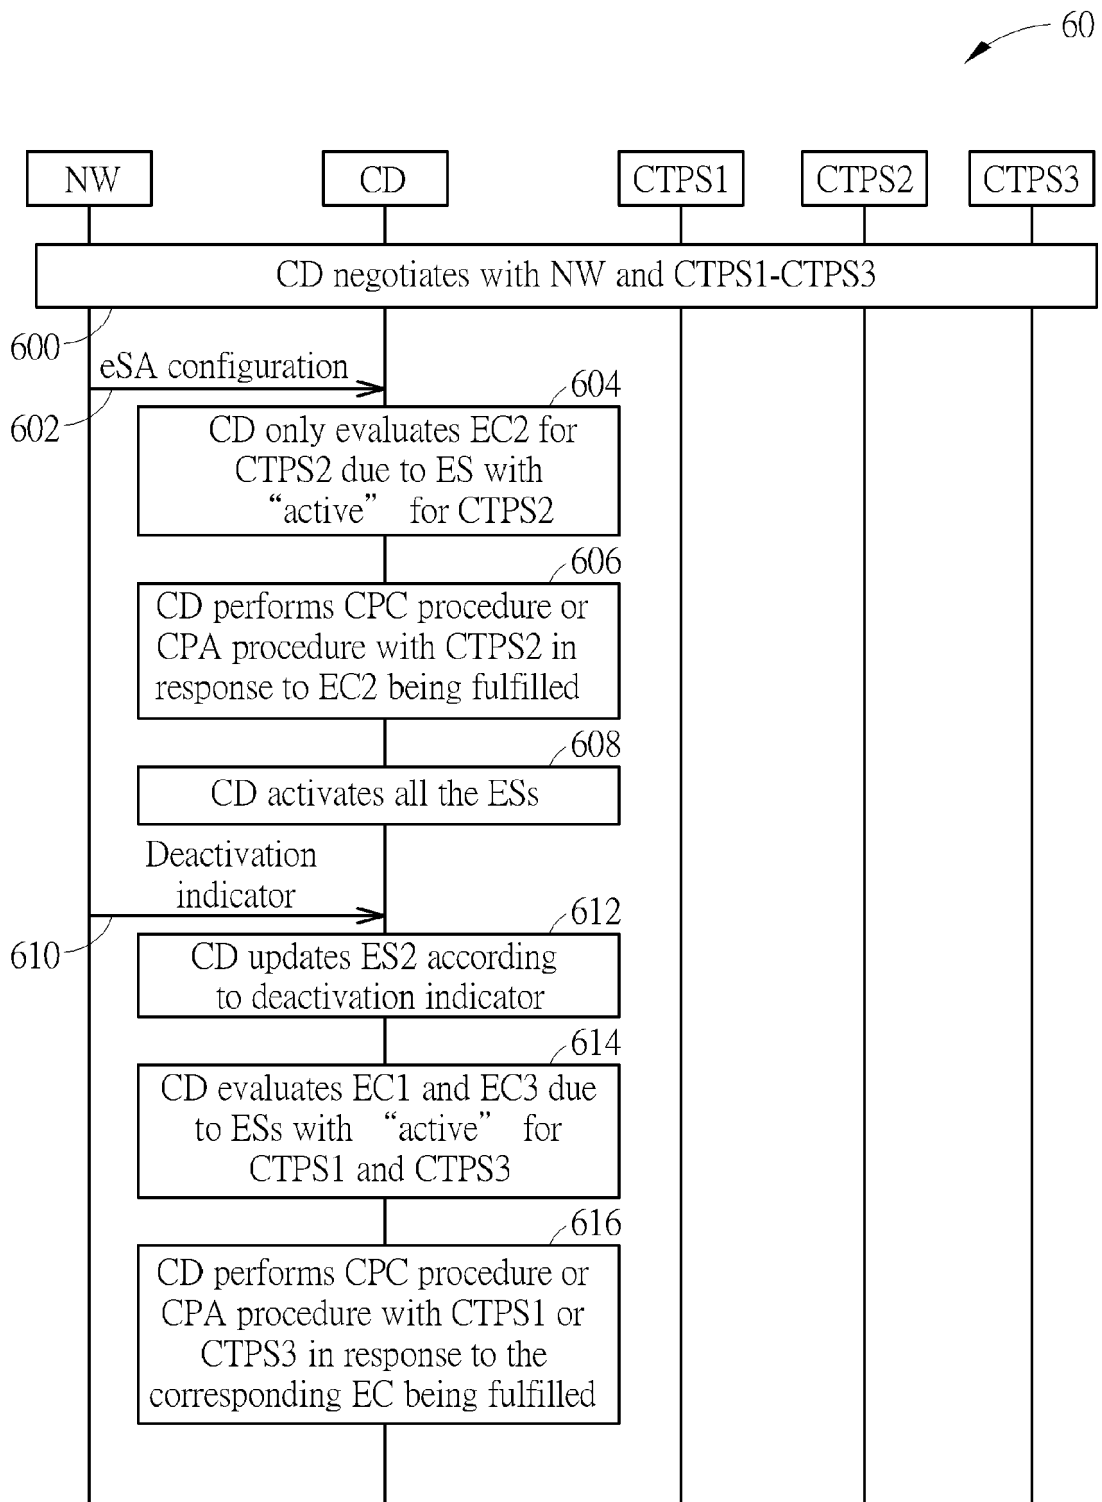 60
NW
CD
CTPS1
CTPS2
CTPS3
CD negotiates with NW and CTPS1-CTPS3
600
eSA configuration
602
604
CD only evaluates EC2 for
CTPS2 due to ES with
“active” for CTPS2
606
CD performs CPC procedure or
CPA procedure with CTPS2 in
response to EC2 being fulfilled
608
CD activates all the ESs
Deactivation
indicator
610
612
CD updates ES2 according
to deactivation indicator
614
CD evaluates EC1 and EC3 due
to ESs with “active” for
CTPS1 and CTPS3
616
CD performs CPC procedure or
CPA procedure with CTPS1 or
CTPS3 in response to the
corresponding EC being fulfilled